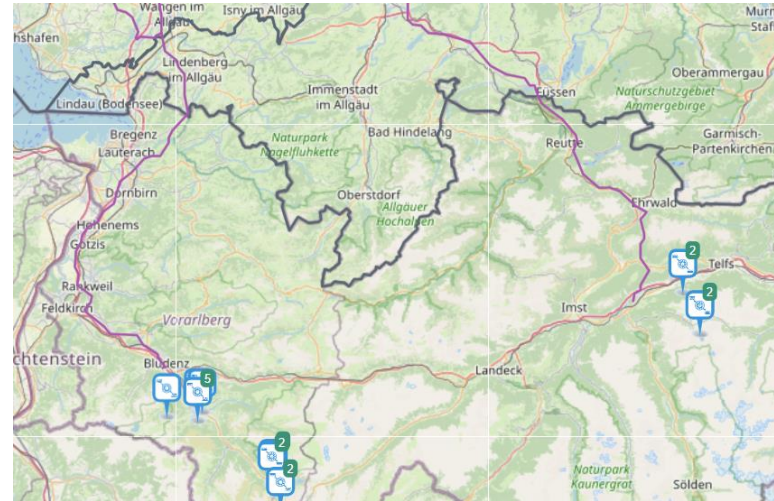 Wangen im
Allgäu
Isny im Allgäu
hshafen
Lindenberg
im Allgäu
Murn
Staf
Immenstadt
im Allgäu
Füssen
Oberammergau
Naturschutzgebiet
Ammergebirge
Lindau (Bodensee)
Bregenz
Lauterach
Naturpark
Nagelfluhkette
Bad Hindelang
Reutte
Garmisch-
Partenkirchen
Dornbirn
Oberstdorf
Allgäuer
Hochalpen
Ehrwald
Hohenems
Götzis
2
Telfs
Rankweil
Feldkirch
Vorarlberg
2
Imst
chtenstein
Bludenz
Landeck
5
2
2
Naturpark
Kaunergrat
Sölden